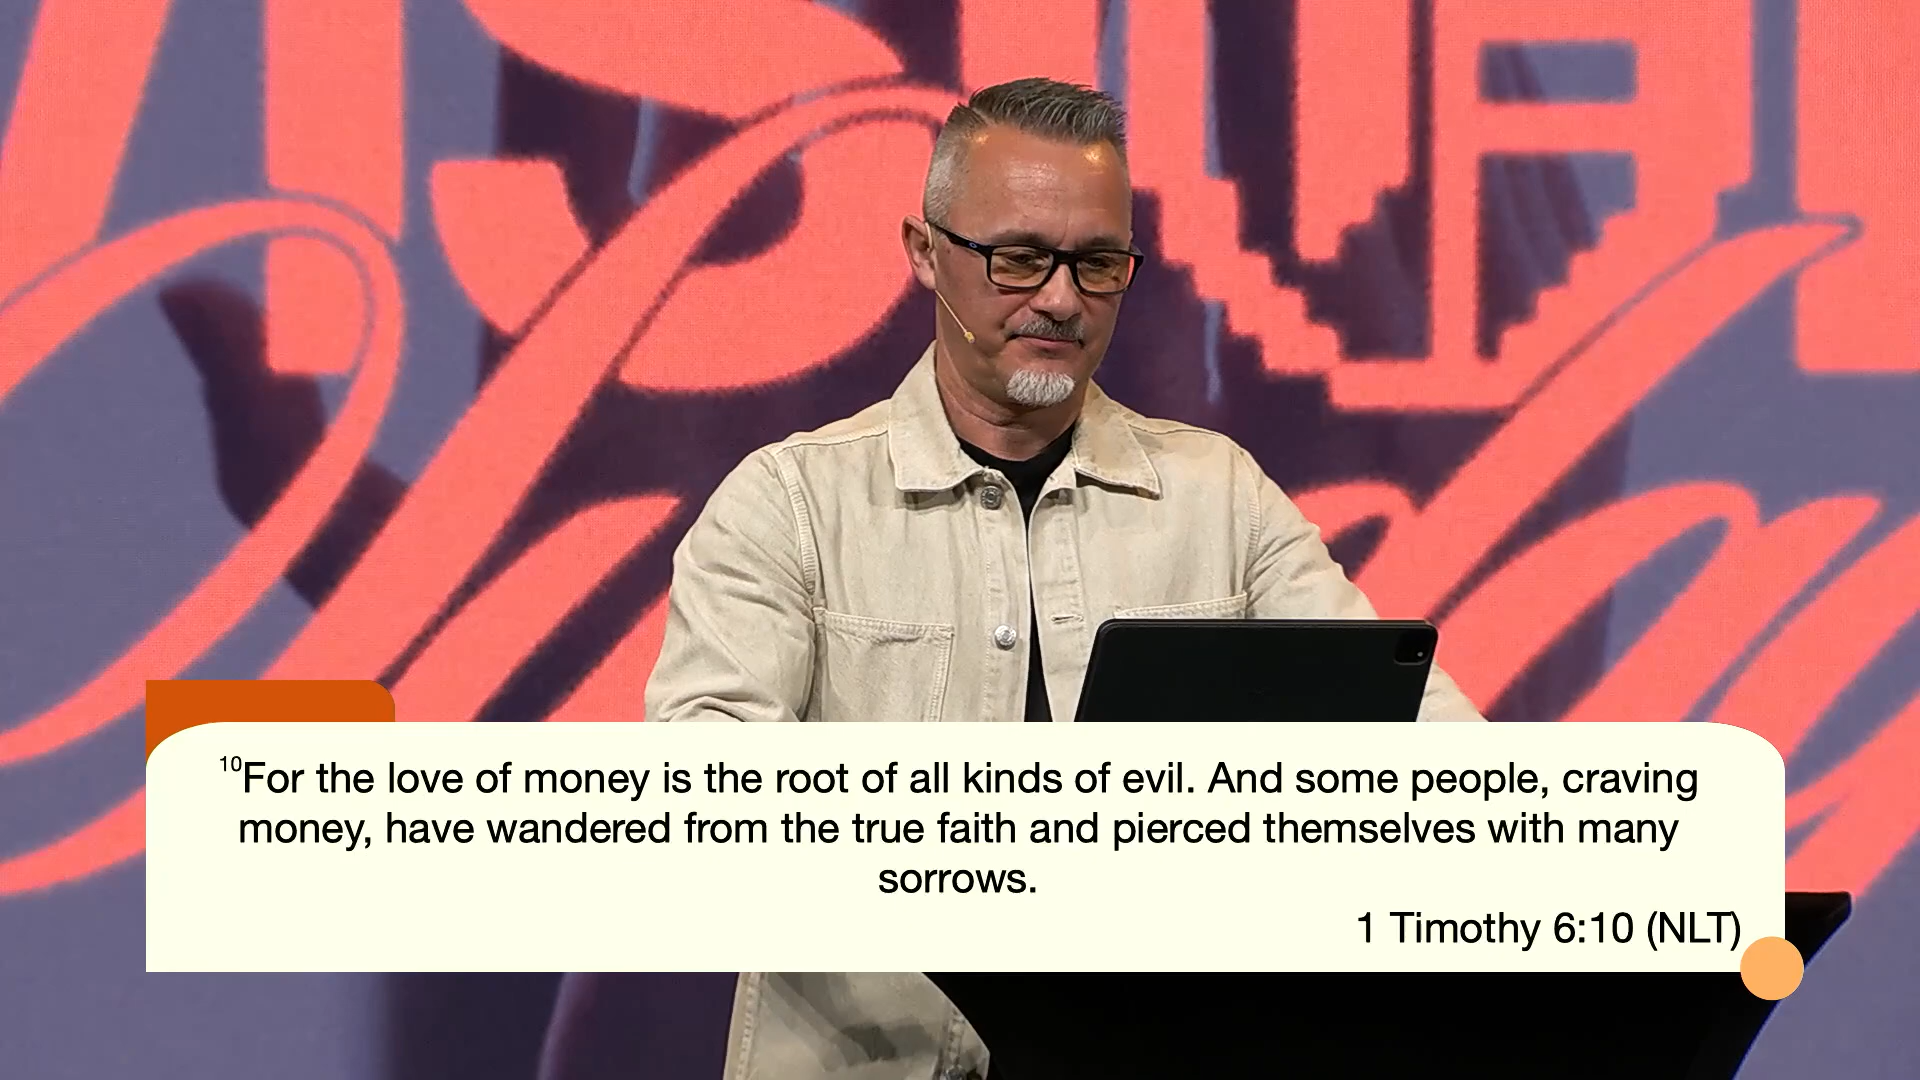 ¹⁰For the love of money is the root of all kinds of evil. And some people, craving
money, have wandered from the true faith and pierced themselves with many
sorrows.
1 Timothy 6:10 (NLT)